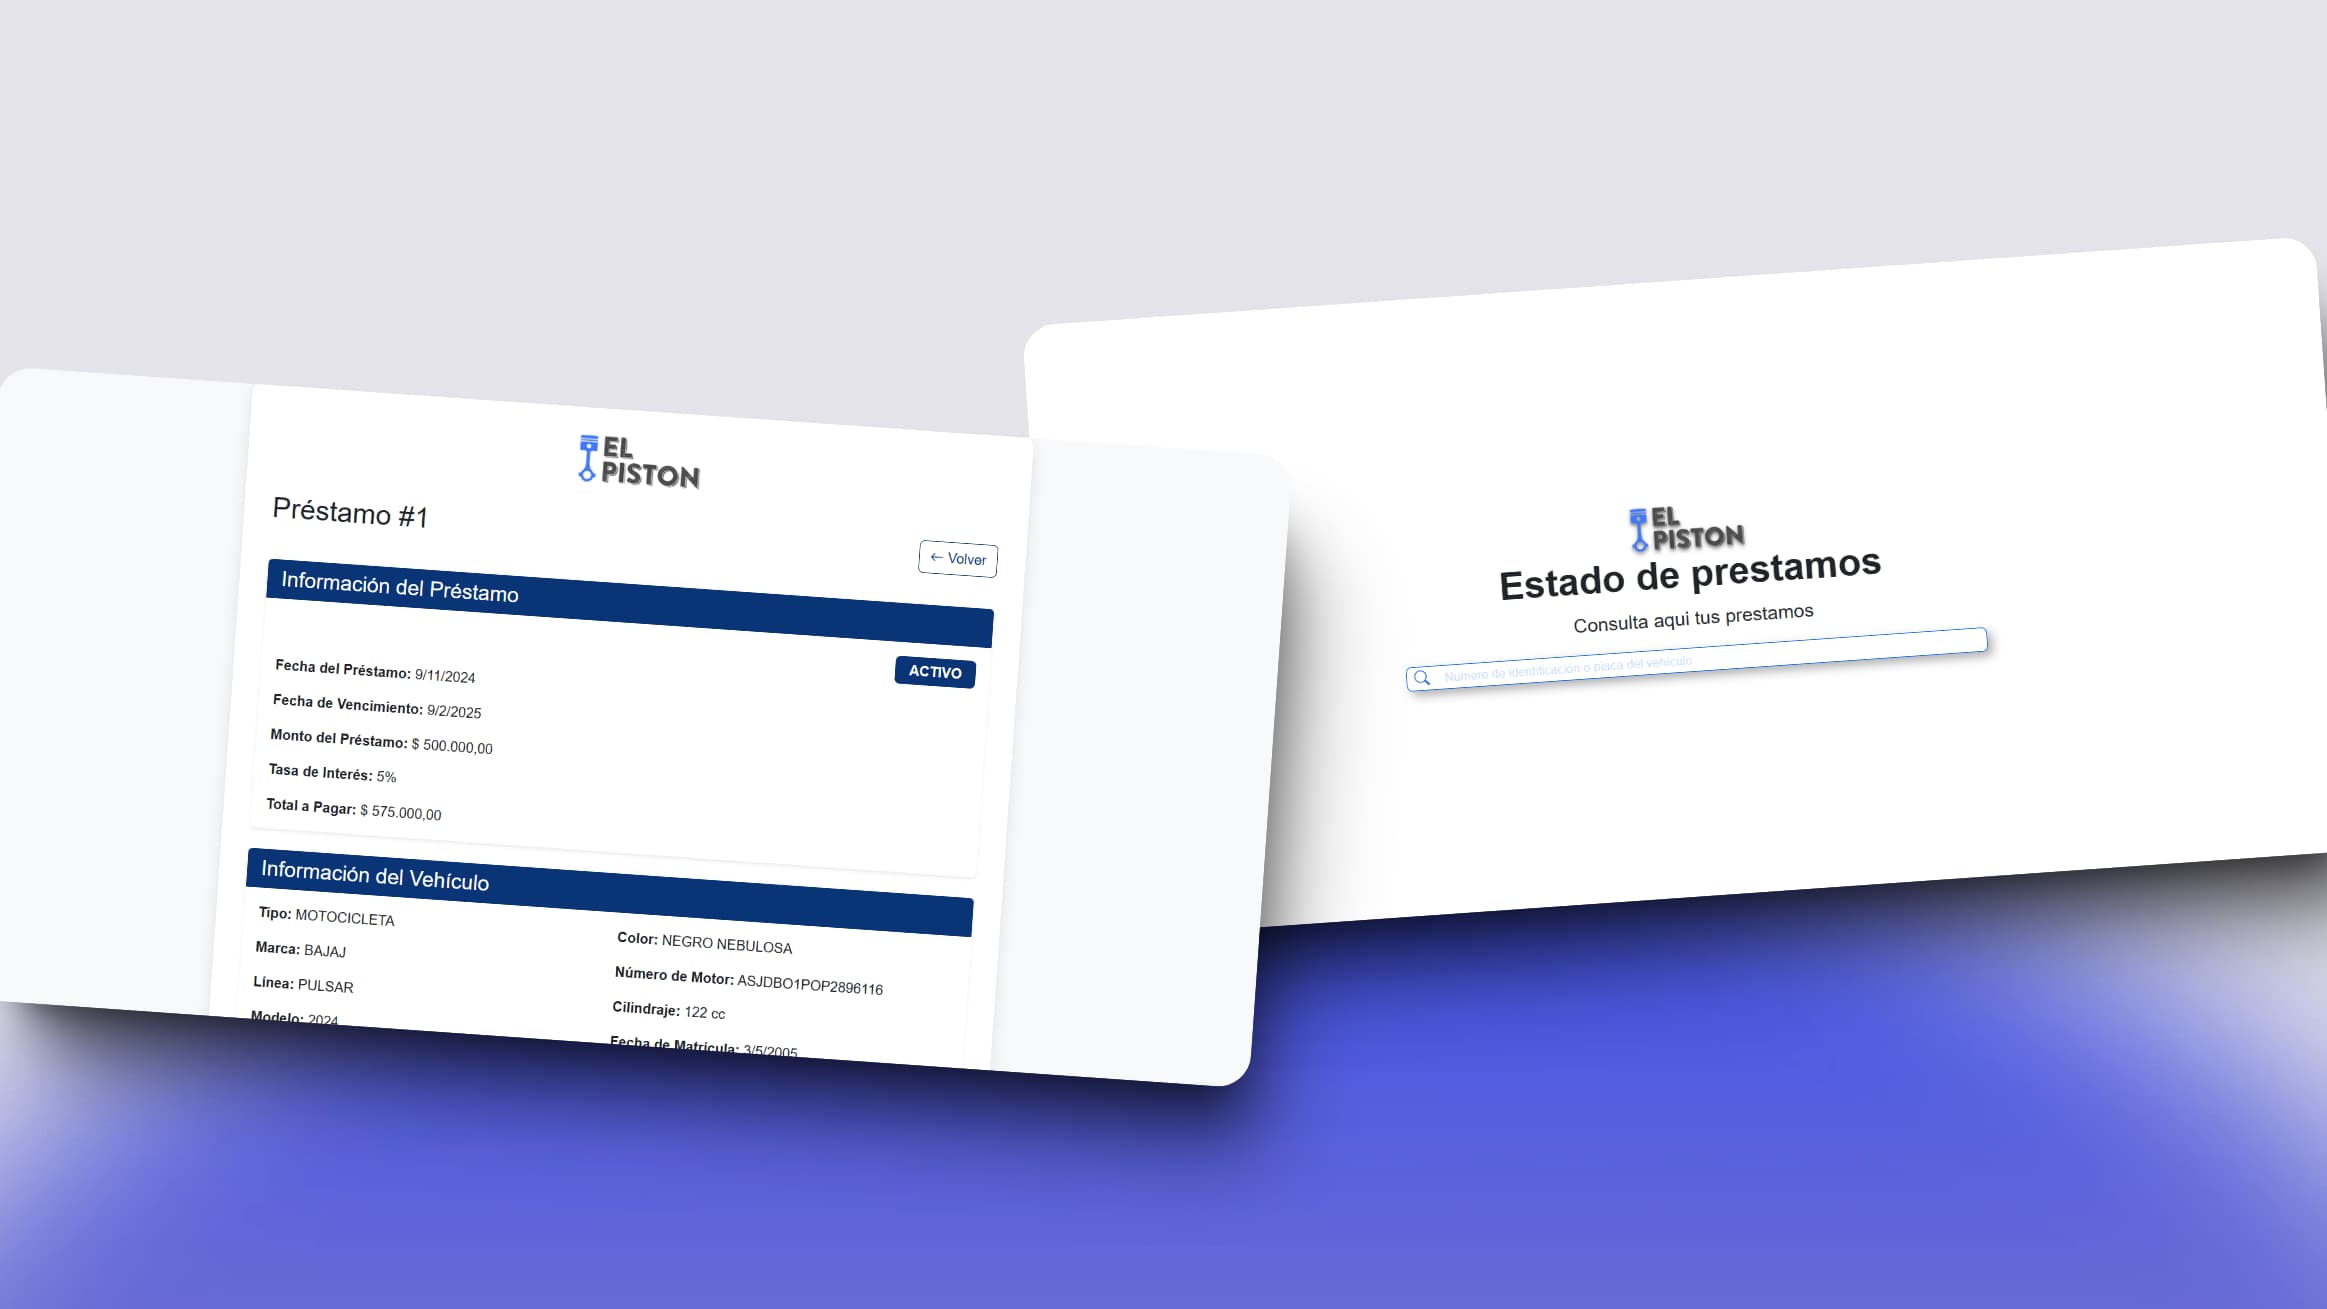 EL
PISTON
Préstamo #1
← Volver
Información del Préstamo
ACTIVO
Fecha del Préstamo: 9/11/2024
Fecha de Vencimiento: 9/2/2025
Monto del Préstamo: $ 500.000,00
Tasa de Interés: 5%
Total a Pagar: $ 575.000,00
Información del Vehículo
Tipo: MOTOCICLETA
Marca: BAJAJ
Línea: PULSAR
Modelo: 2024
Color: NEGRO NEBULOSA
Número de Motor: ASJDBO1POP2896116
Cilindraje: 122 cc
Fecha de Matricula: 3/5/2005
EL
PISTON
Estado de prestamos
Consulta aqui tus prestamos
Numero de identificación o placa del vehículo